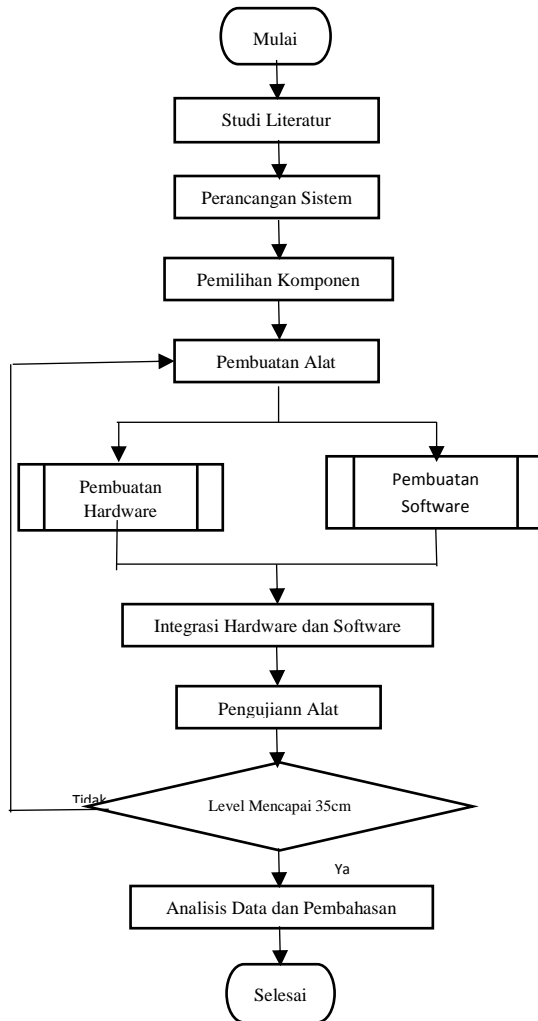 Mulai
Studi Literatur
Perancangan Sistem
Pemilihan Komponen
Pembuatan Alat
Pembuatan
Hardware
Pembuatan
Software
Integrasi Hardware dan Software
Pengujiann Alat
Tidak
Level Mencapai 35cm
Ya
Analisis Data dan Pembahasan
Selesai